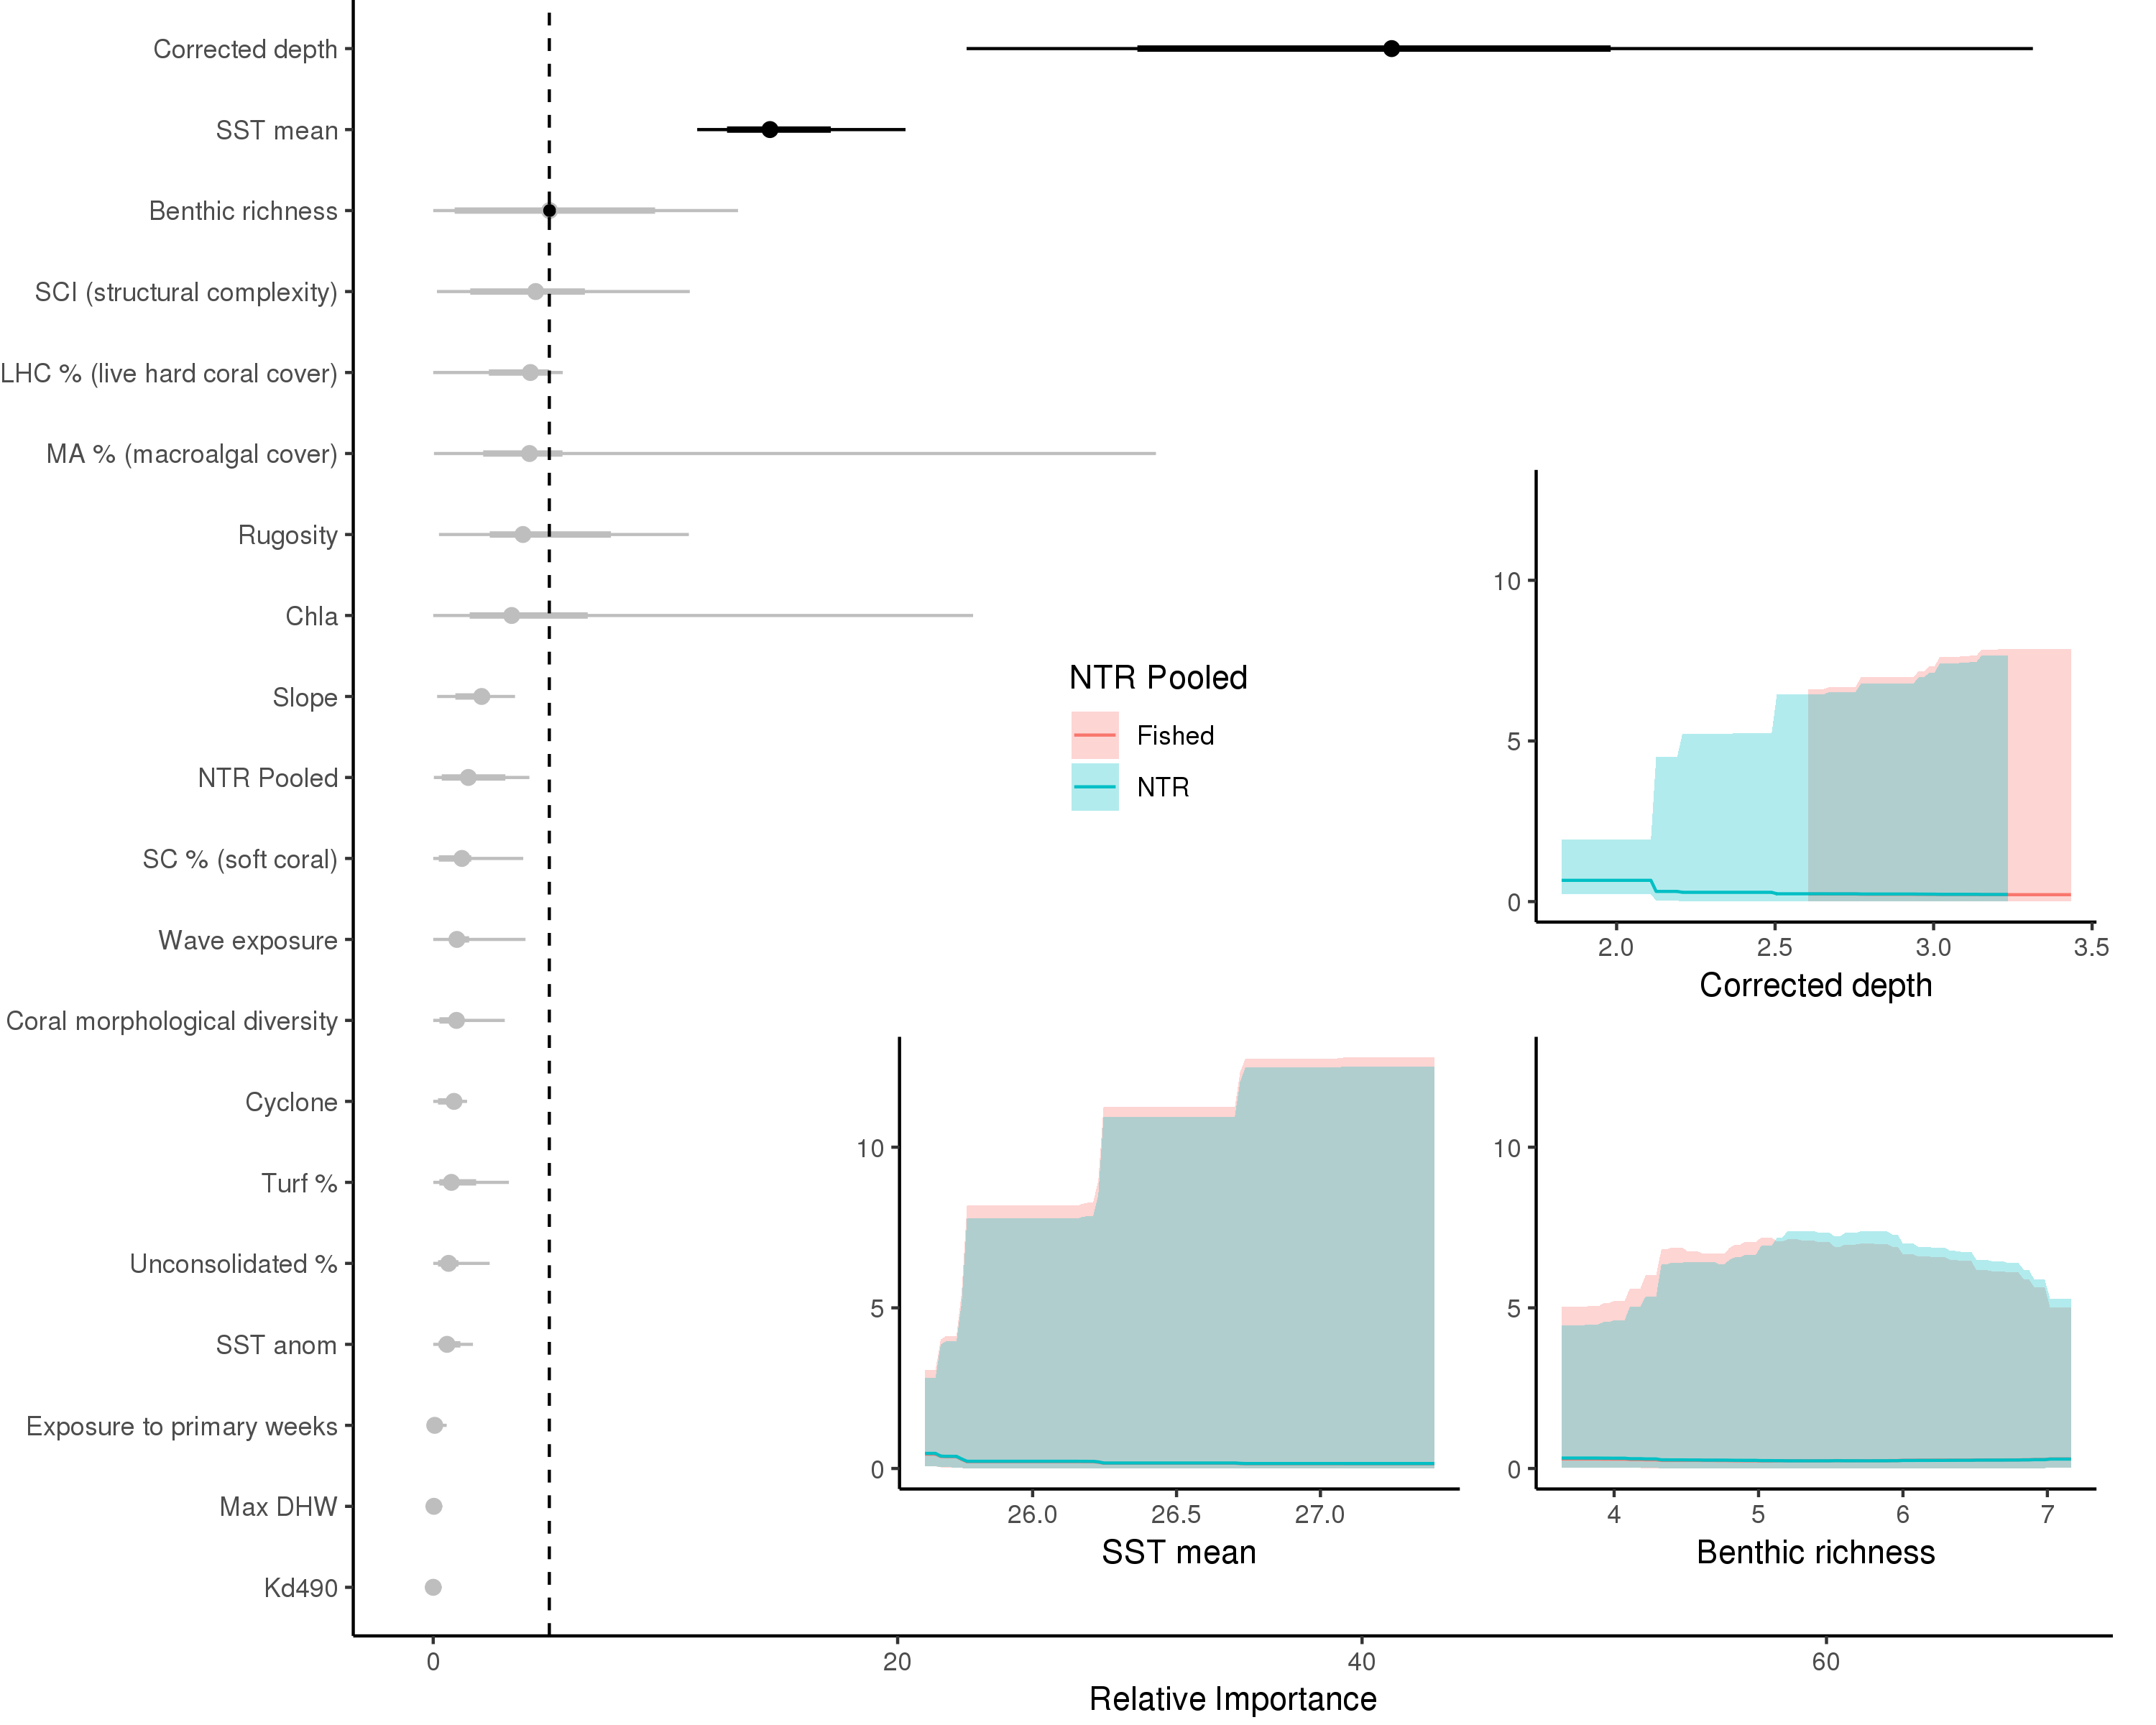 Corrected depth
SST mean
Benthic richness
SCI (structural complexity)
LHC % (live hard coral cover)
MA % (macroalgal cover)
Rugosity
Chla
Slope
NTR Pooled
SC % (soft coral)
Wave exposure
Coral morphological diversity
Cyclone
Turf %
Unconsolidated %
SST anom
Exposure to primary weeks
Max DHW
Kd490
0 20 40 60
Relative Importance
NTR Pooled
Fished
NTR
10
5
0
2.0 2.5 3.0 3.5
Corrected depth
10
5
0
26.0 26.5 27.0
SST mean
10
5
0
4 5 6 7
Benthic richness